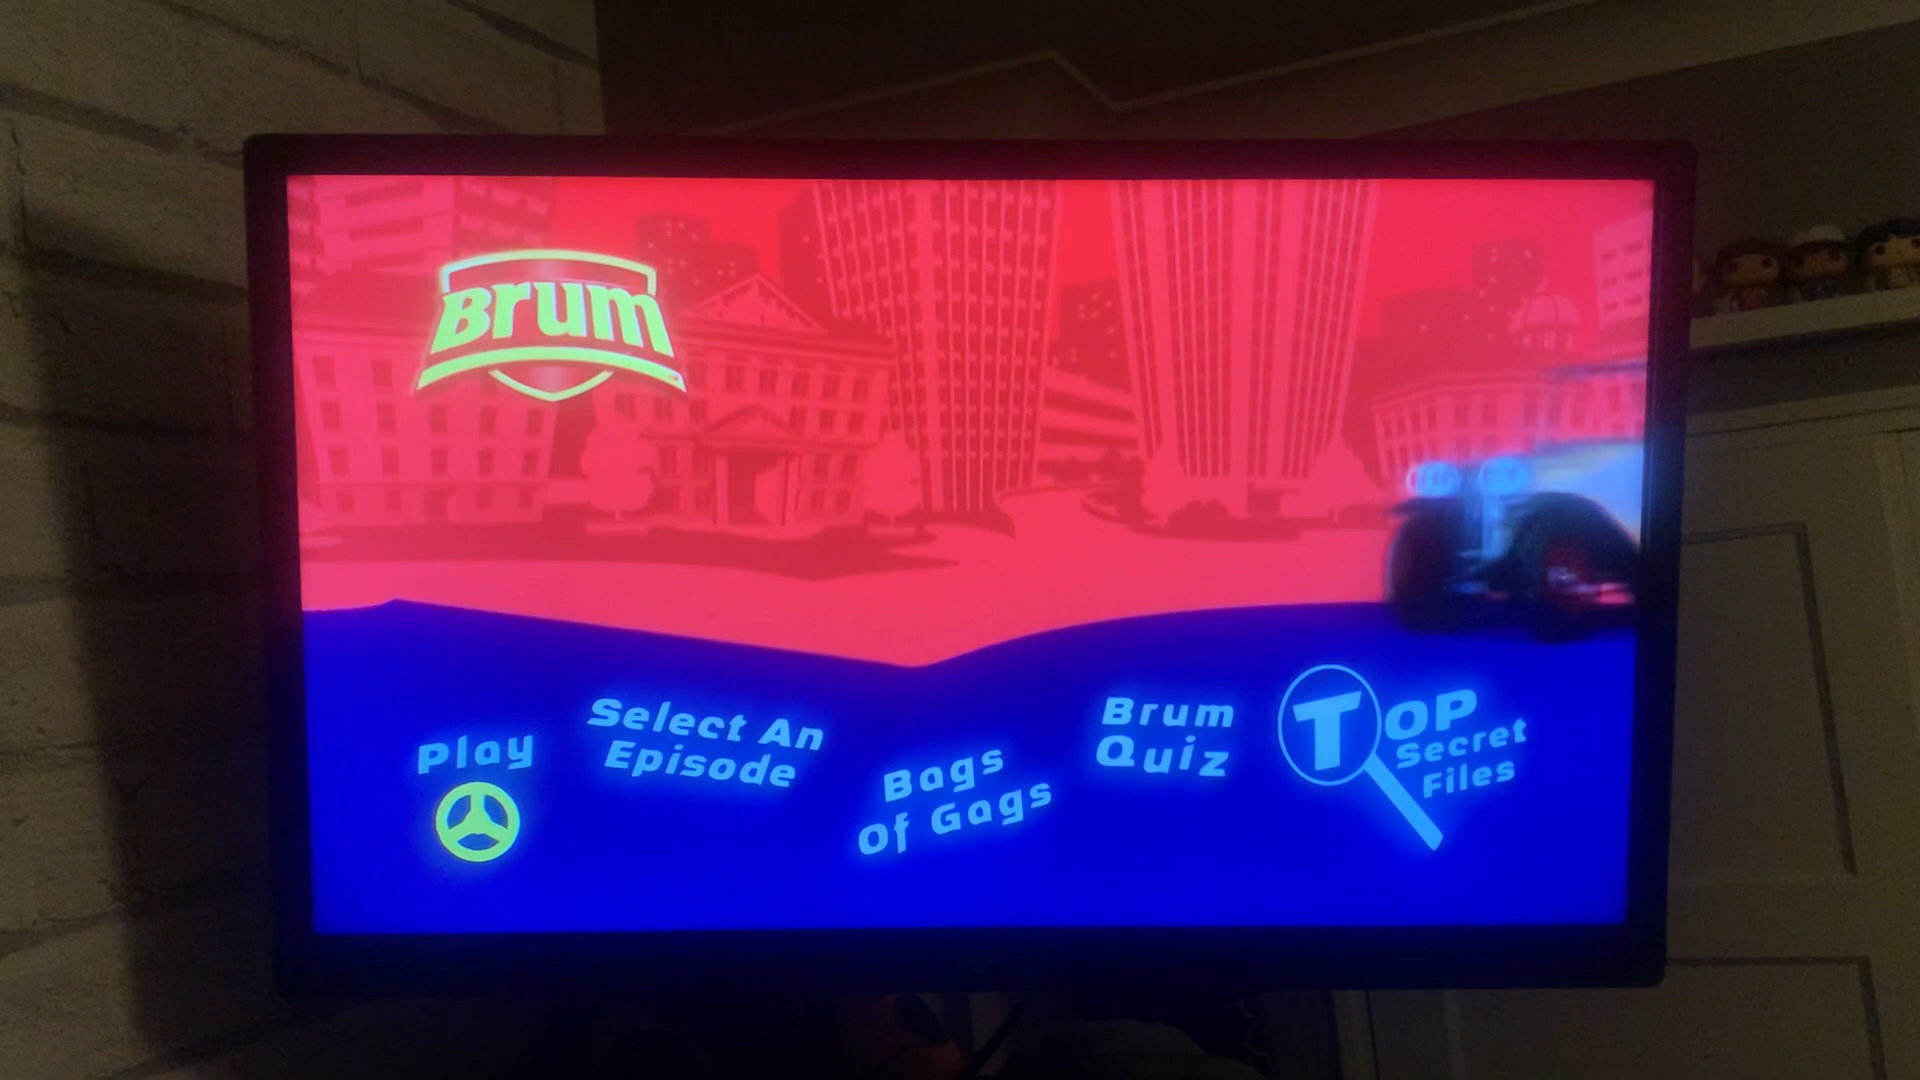 Brum
Play
Select An
Episode
Bags
Of Gags
Brum
Quiz
Top
Secret
Files